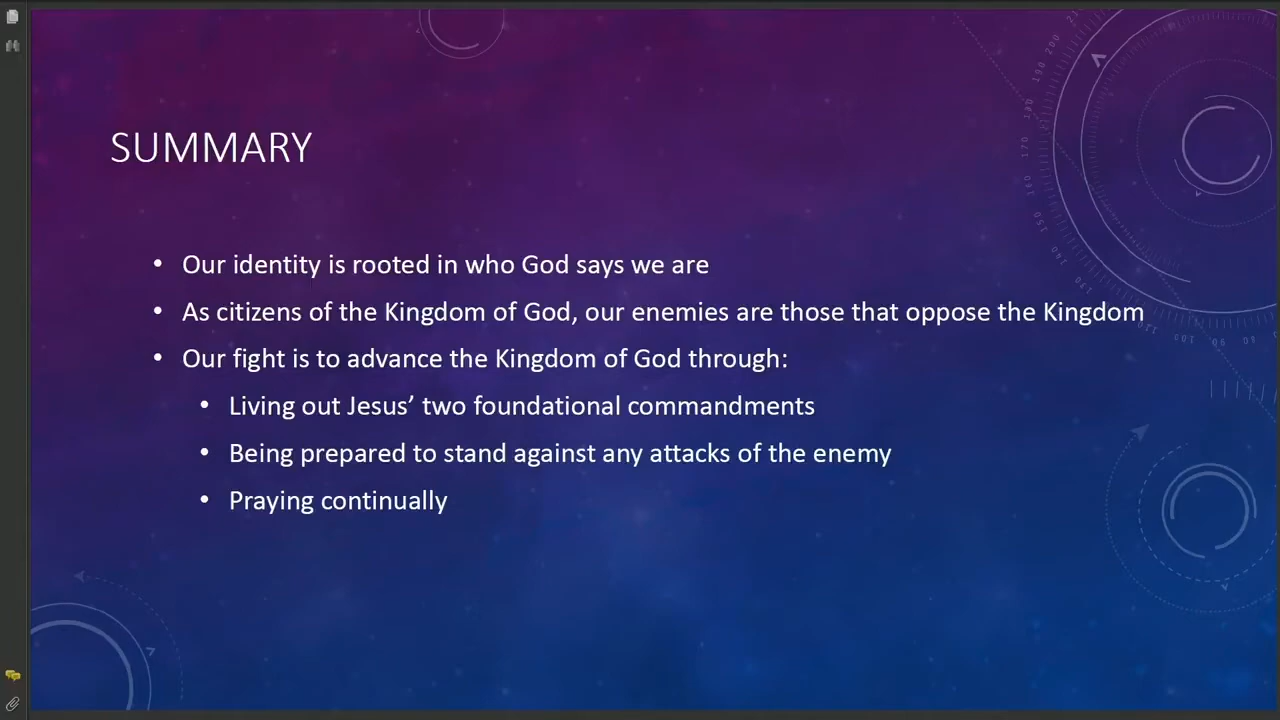 SUMMARY
• Our identity is rooted in who God says we are
• As citizens of the Kingdom of God, our enemies are those that oppose the Kingdom
• Our fight is to advance the Kingdom of God through:
• Living out Jesus’ two foundational commandments
• Being prepared to stand against any attacks of the enemy
• Praying continually